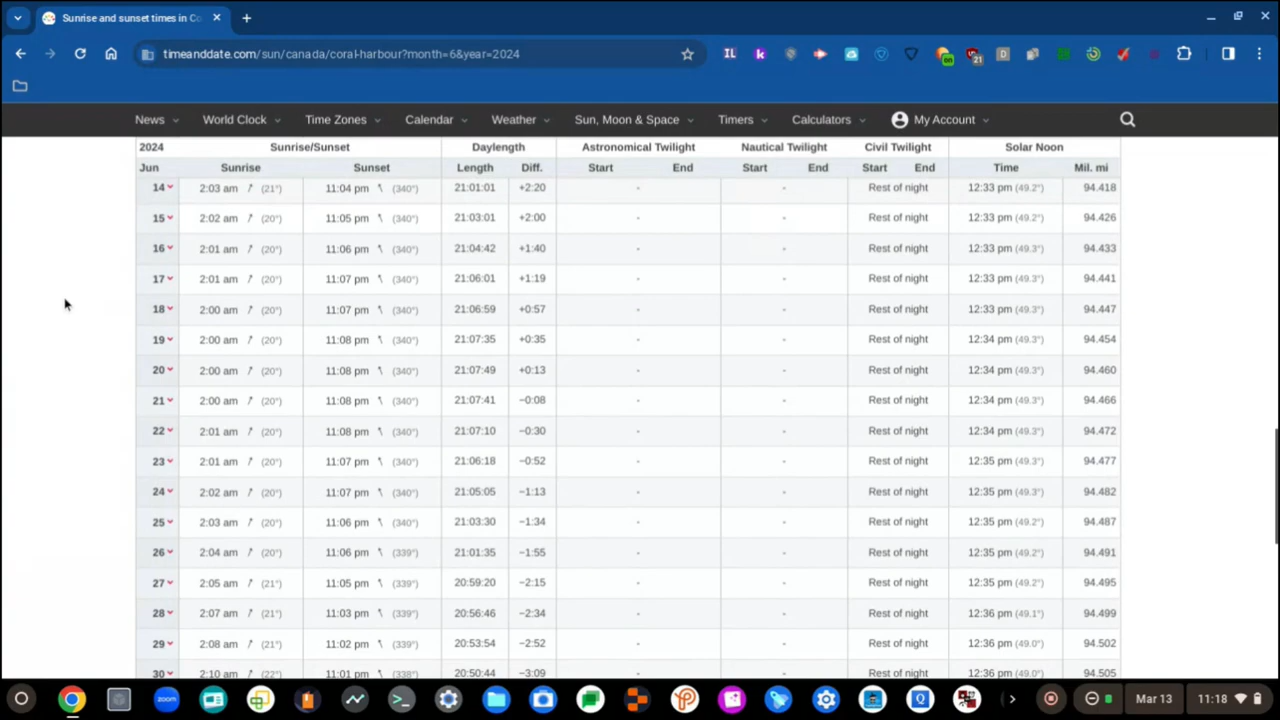 Sunrise and sunset times in Co
timeanddate.com/sun/canada/coral-harbour?month=6&year=2024
IL k on 21 D
News World Clock Time Zones Calendar Weather Sun, Moon & Space Timers Calculators My Account
2024 Sunrise/Sunset Daylength Astronomical Twilight Nautical Twilight Civil Twilight Solar Noon
Jun Sunrise Sunset Length Diff. Start End Start End Start End Time Mil. mi
14 2:03 am (21°) 11:04 pm (340°) 21:01:01 +2:20 - - Rest of night 12:33 pm (49.2°) 94.418
15 2:02 am (20°) 11:05 pm (340°) 21:03:01 +2:00 - - Rest of night 12:33 pm (49.2°) 94.426
16 2:01 am (20°) 11:06 pm (340°) 21:04:42 +1:40 - - Rest of night 12:33 pm (49.3°) 94.433
17 2:01 am (20°) 11:07 pm (340°) 21:06:01 +1:19 - - Rest of night 12:33 pm (49.3°) 94.441
18 2:00 am (20°) 11:07 pm (340°) 21:06:59 +0:57 - - Rest of night 12:33 pm (49.3°) 94.447
19 2:00 am (20°) 11:08 pm (340°) 21:07:35 +0:35 - - Rest of night 12:34 pm (49.3°) 94.454
20 2:00 am (20°) 11:08 pm (340°) 21:07:49 +0:13 - - Rest of night 12:34 pm (49.3°) 94.460
21 2:00 am (20°) 11:08 pm (340°) 21:07:41 −0:08 - - Rest of night 12:34 pm (49.3°) 94.466
22 2:01 am (20°) 11:08 pm (340°) 21:07:10 −0:30 - - Rest of night 12:34 pm (49.3°) 94.472
23 2:01 am (20°) 11:07 pm (340°) 21:06:18 −0:52 - - Rest of night 12:35 pm (49.3°) 94.477
24 2:02 am (20°) 11:07 pm (340°) 21:05:05 −1:13 - - Rest of night 12:35 pm (49.3°) 94.482
25 2:03 am (20°) 11:06 pm (340°) 21:03:30 −1:34 - - Rest of night 12:35 pm (49.2°) 94.487
26 2:04 am (20°) 11:06 pm (339°) 21:01:35 −1:55 - - Rest of night 12:35 pm (49.2°) 94.491
27 2:05 am (21°) 11:05 pm (339°) 20:59:20 −2:15 - - Rest of night 12:35 pm (49.2°) 94.495
28 2:07 am (21°) 11:03 pm (339°) 20:56:46 −2:34 - - Rest of night 12:36 pm (49.1°) 94.499
29 2:08 am (21°) 11:02 pm (339°) 20:53:54 −2:52 - - Rest of night 12:36 pm (49.0°) 94.502
30 2:10 am (22°) 11:01 pm (338°) 20:50:44 −3:09 - - Rest of night 12:36 pm (49.0°) 94.505
zoom Mar 13 11:18